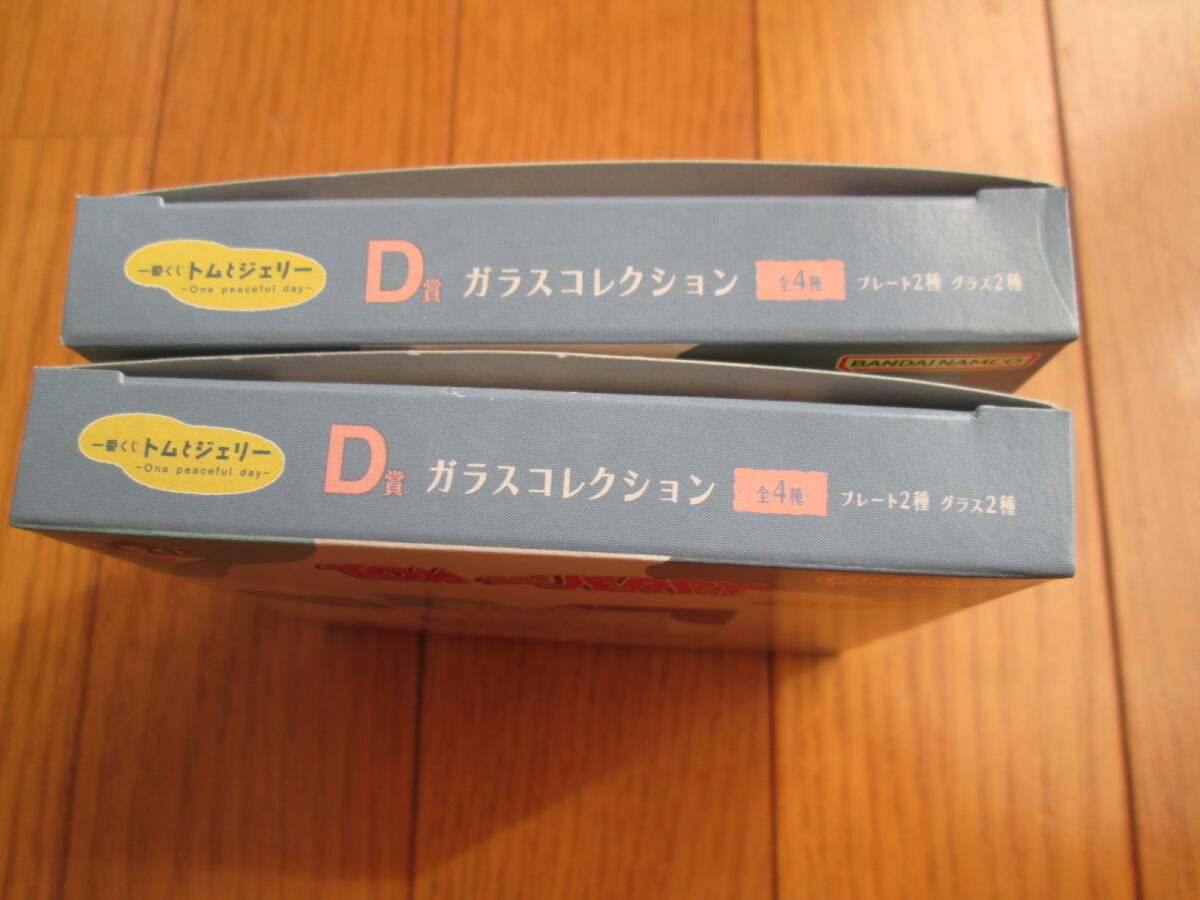 一番くじ トムとジェリー
~One peaceful day~
D賞 ガラスコレクション 全4種 プレート2種 グラス2種
BANDAI NAMCO
一番くじ トムとジェリー
~One peaceful day~
D賞 ガラスコレクション 全4種 プレート2種 グラス2種
TOM and JERRY